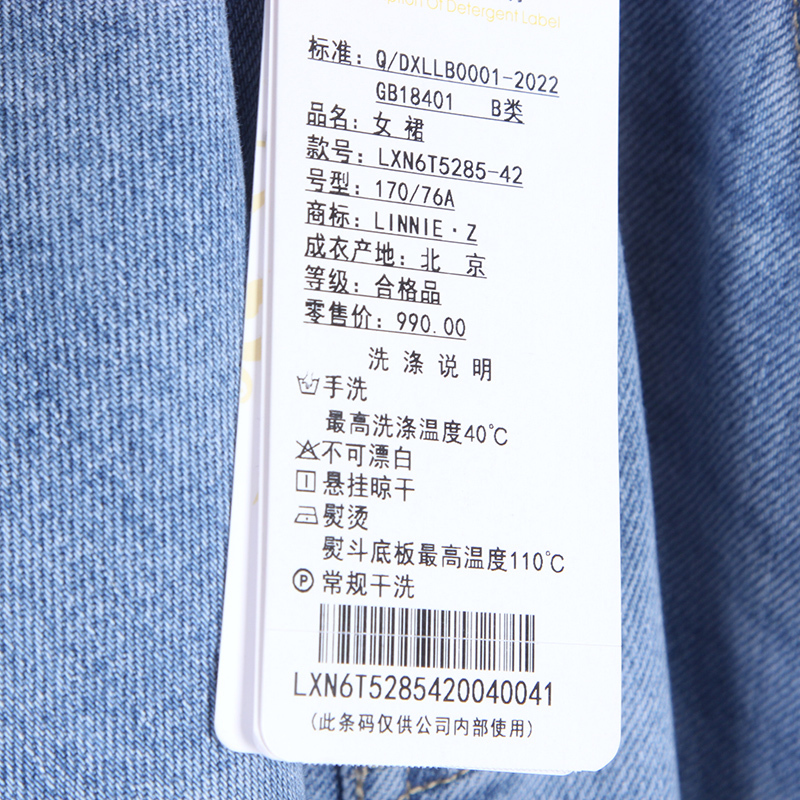 ption Of Detergent Label
标准：Q/DXLLB0001-2022
GB18401 B类
品名：女 裙
款号：LXN6T5285-42
号型：170/76A
商标：LINNIE·Z
成衣产地：北 京
等级：合格品
零售价：990.00
洗 涤 说 明
手洗
最高洗涤温度40℃
不可漂白
悬挂晾干
熨烫
熨斗底板最高温度110℃
P 常规干洗
LXN6T5285420040041
（此条码仅供公司内部使用）